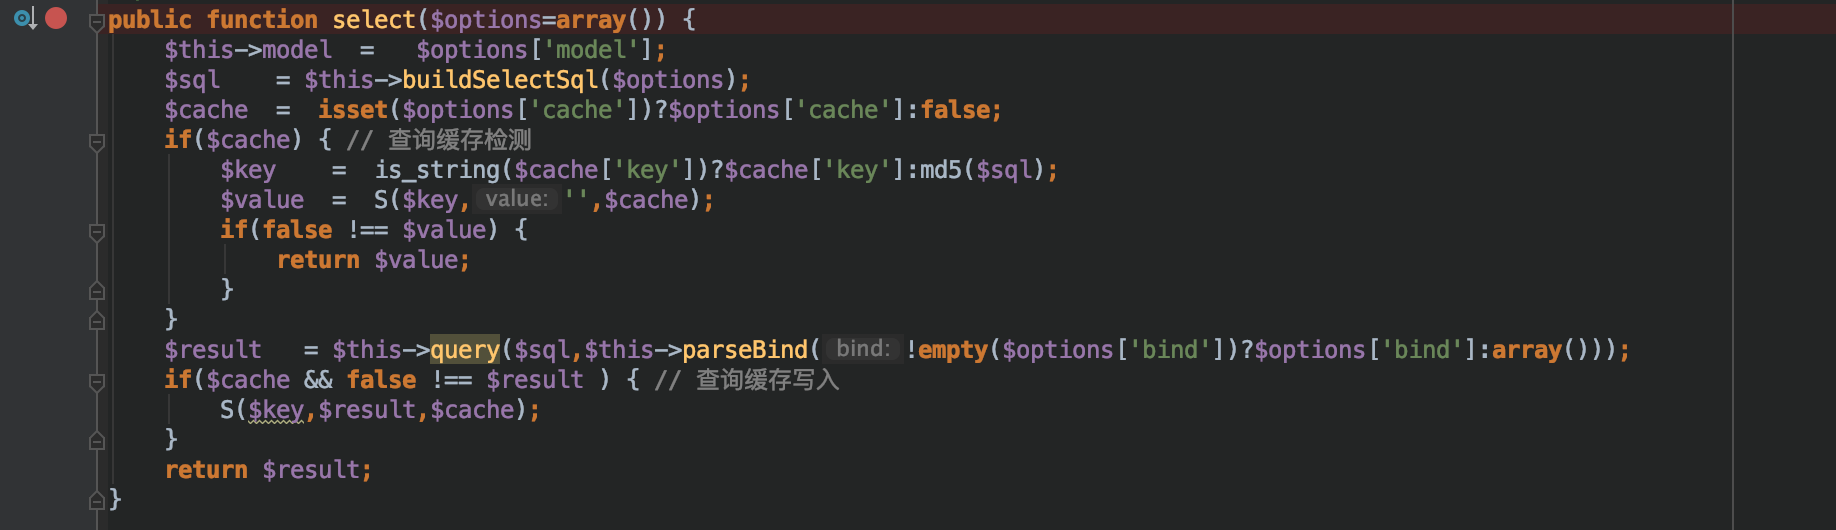 public function select($options=array()) {
    $this->model  =   $options['model'];
    $sql    = $this->buildSelectSql($options);
    $cache  =  isset($options['cache'])?$options['cache']:false;
    if($cache) { // 查询缓存检测
        $key    =  is_string($cache['key'])?$cache['key']:md5($sql);
        $value  =  S($key, value: '',$cache);
        if(false !== $value) {
            return $value;
        }
    }
    $result   = $this->query($sql,$this->parseBind( bind: !empty($options['bind'])?$options['bind']:array()));
    if($cache && false !== $result ) { // 查询缓存写入
        S($key,$result,$cache);
    }
    return $result;
}